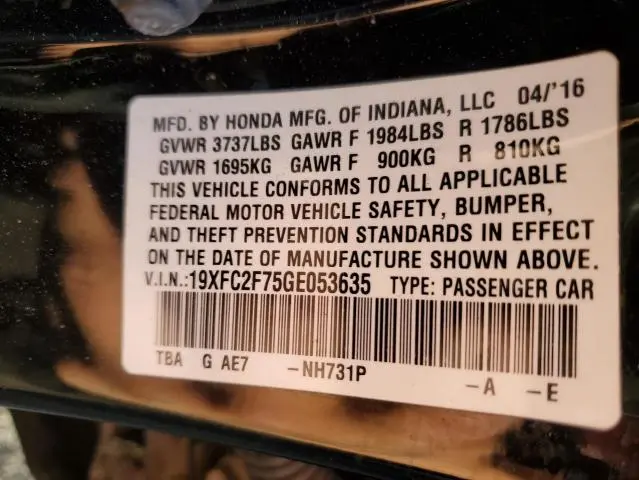 MFD. BY HONDA MFG. OF INDIANA, LLC 04/'16
GVWR 3737LBS GAWR F 1984LBS R 1786LBS
GVWR 1695KG GAWR F 900KG R 810KG
THIS VEHICLE CONFORMS TO ALL APPLICABLE
FEDERAL MOTOR VEHICLE SAFETY, BUMPER,
AND THEFT PREVENTION STANDARDS IN EFFECT
ON THE DATE OF MANUFACTURE SHOWN ABOVE.
V.I.N.:19XFC2F75GE053635 TYPE: PASSENGER CAR
TBA G AE7 -NH731P -A -E